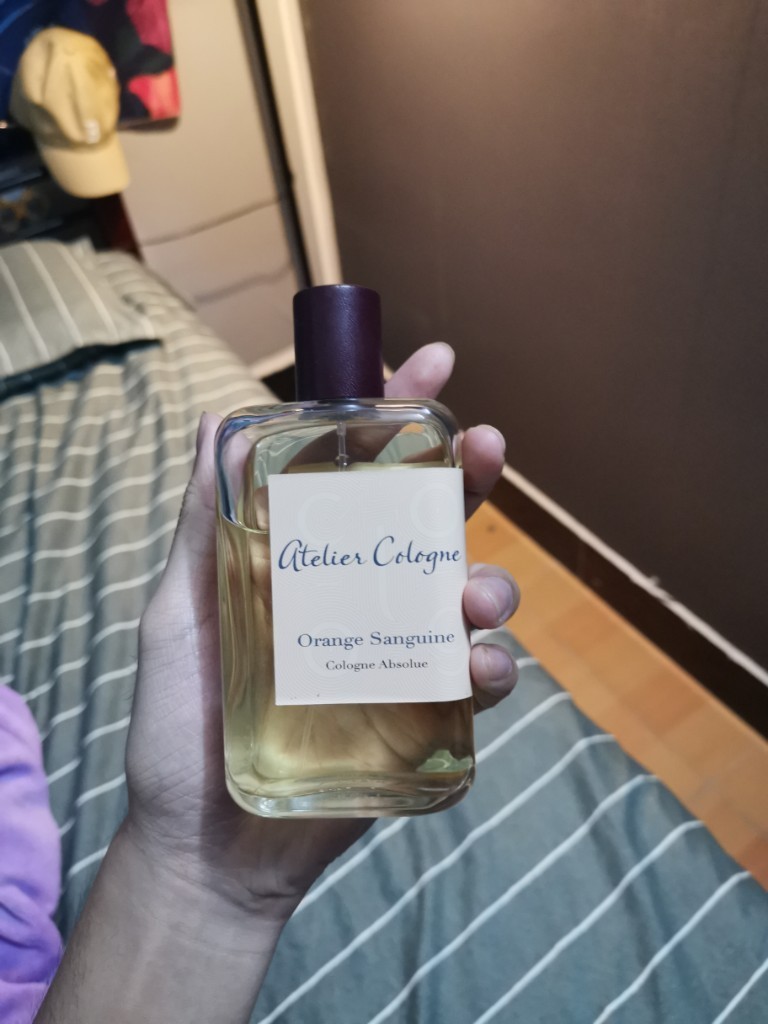 Atelier Cologne
Orange Sanguine
Cologne Absolue